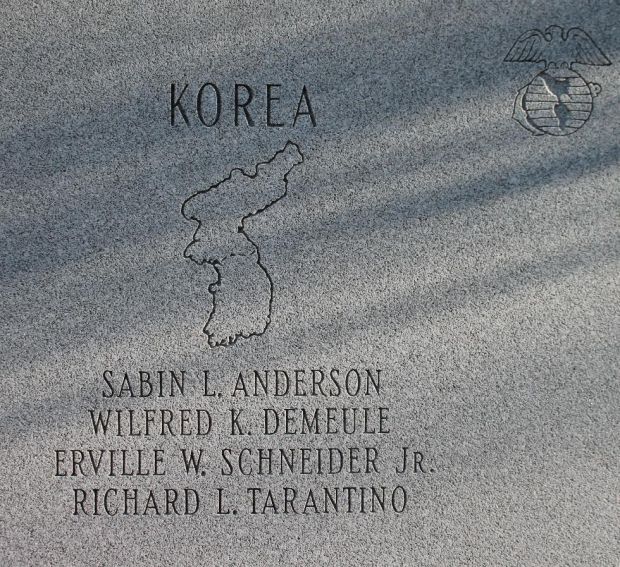 KOREA
SABIN L. ANDERSON
WILFRED K. DEMEULE
ERVILLE W. SCHNEIDER JR.
RICHARD L. TARANTINO